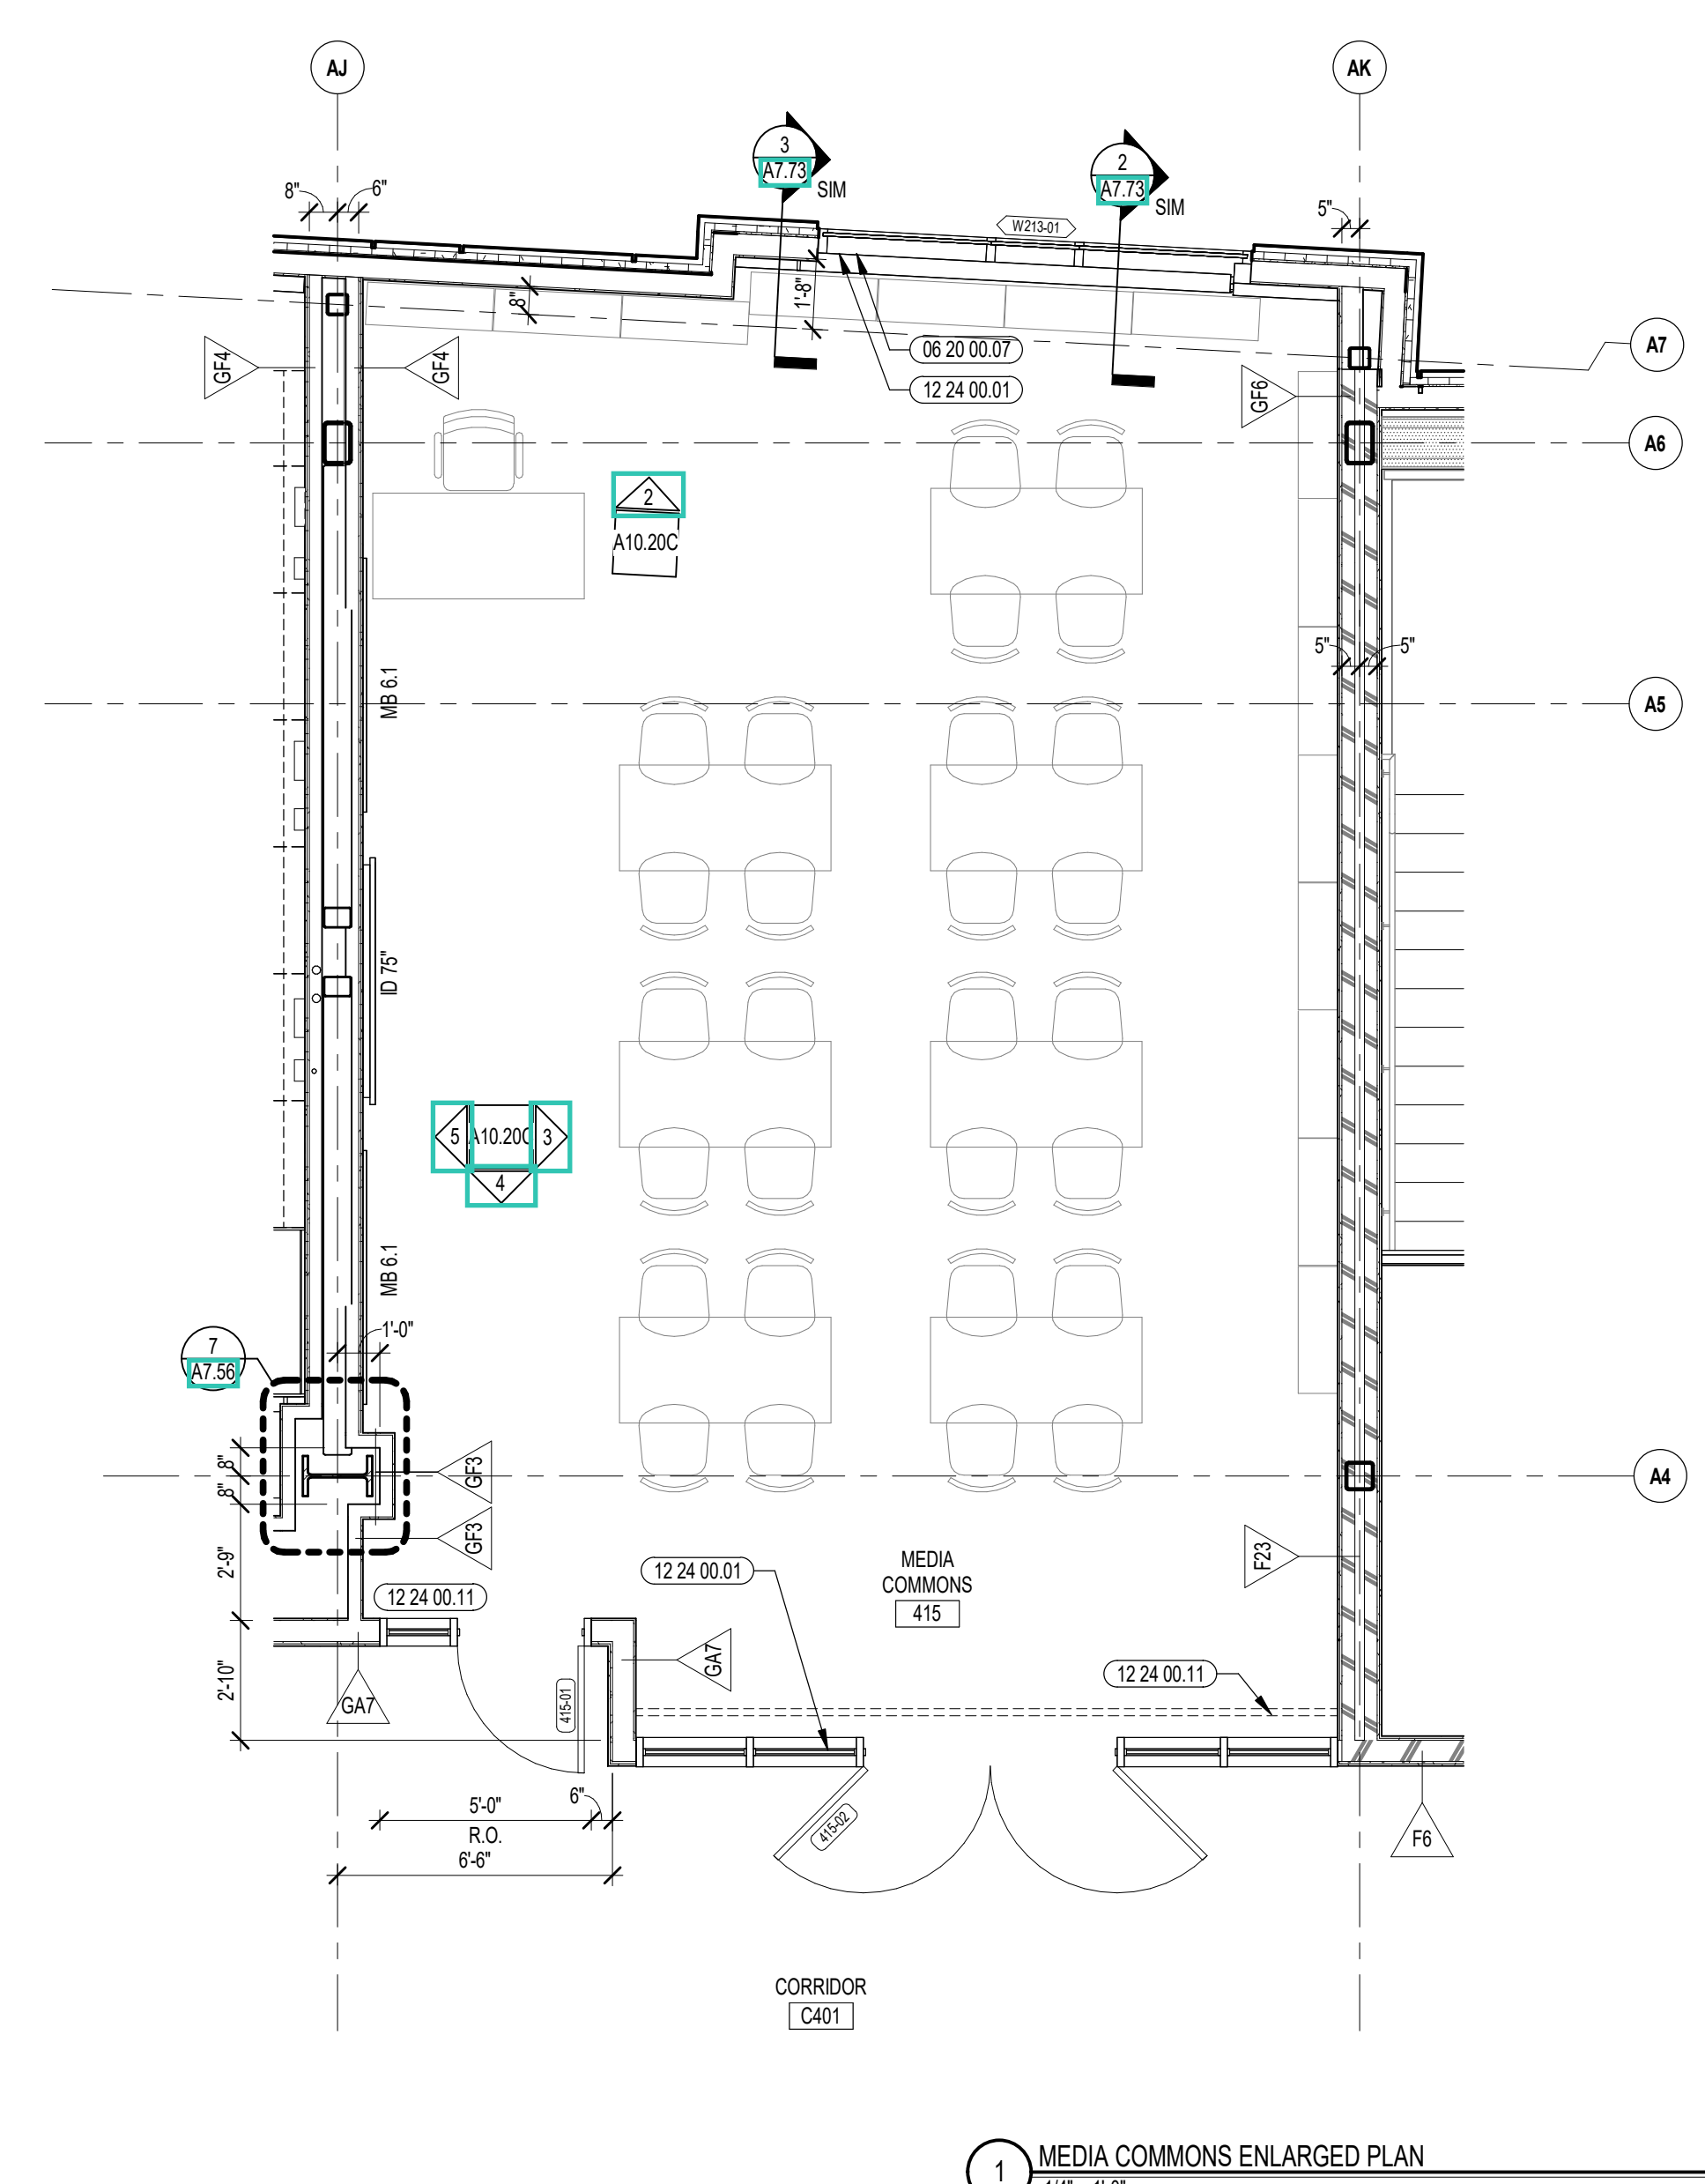 AJ
AK
3
A7.73
SIM
2
A7.73
SIM
8"
6"
5"
W213-01
8"
1'-8"
06 20 00.07
12 24 00.01
A7
GF4
GF4
GF6
A6
2
A10.20C
5"
5"
MB 6.1
A5
ID 75"
5
A10.20C
3
4
MB 6.1
1'-0"
7
A7.56
8"
8"
GF3
A4
GF3
2'-9"
F23
12 24 00.01
MEDIA
COMMONS
415
12 24 00.11
GA7
2'-10"
GA7
415-01
12 24 00.11
5'-0"
6"
R.O.
6'-6"
415-02
F6
CORRIDOR
C401
1
MEDIA COMMONS ENLARGED PLAN